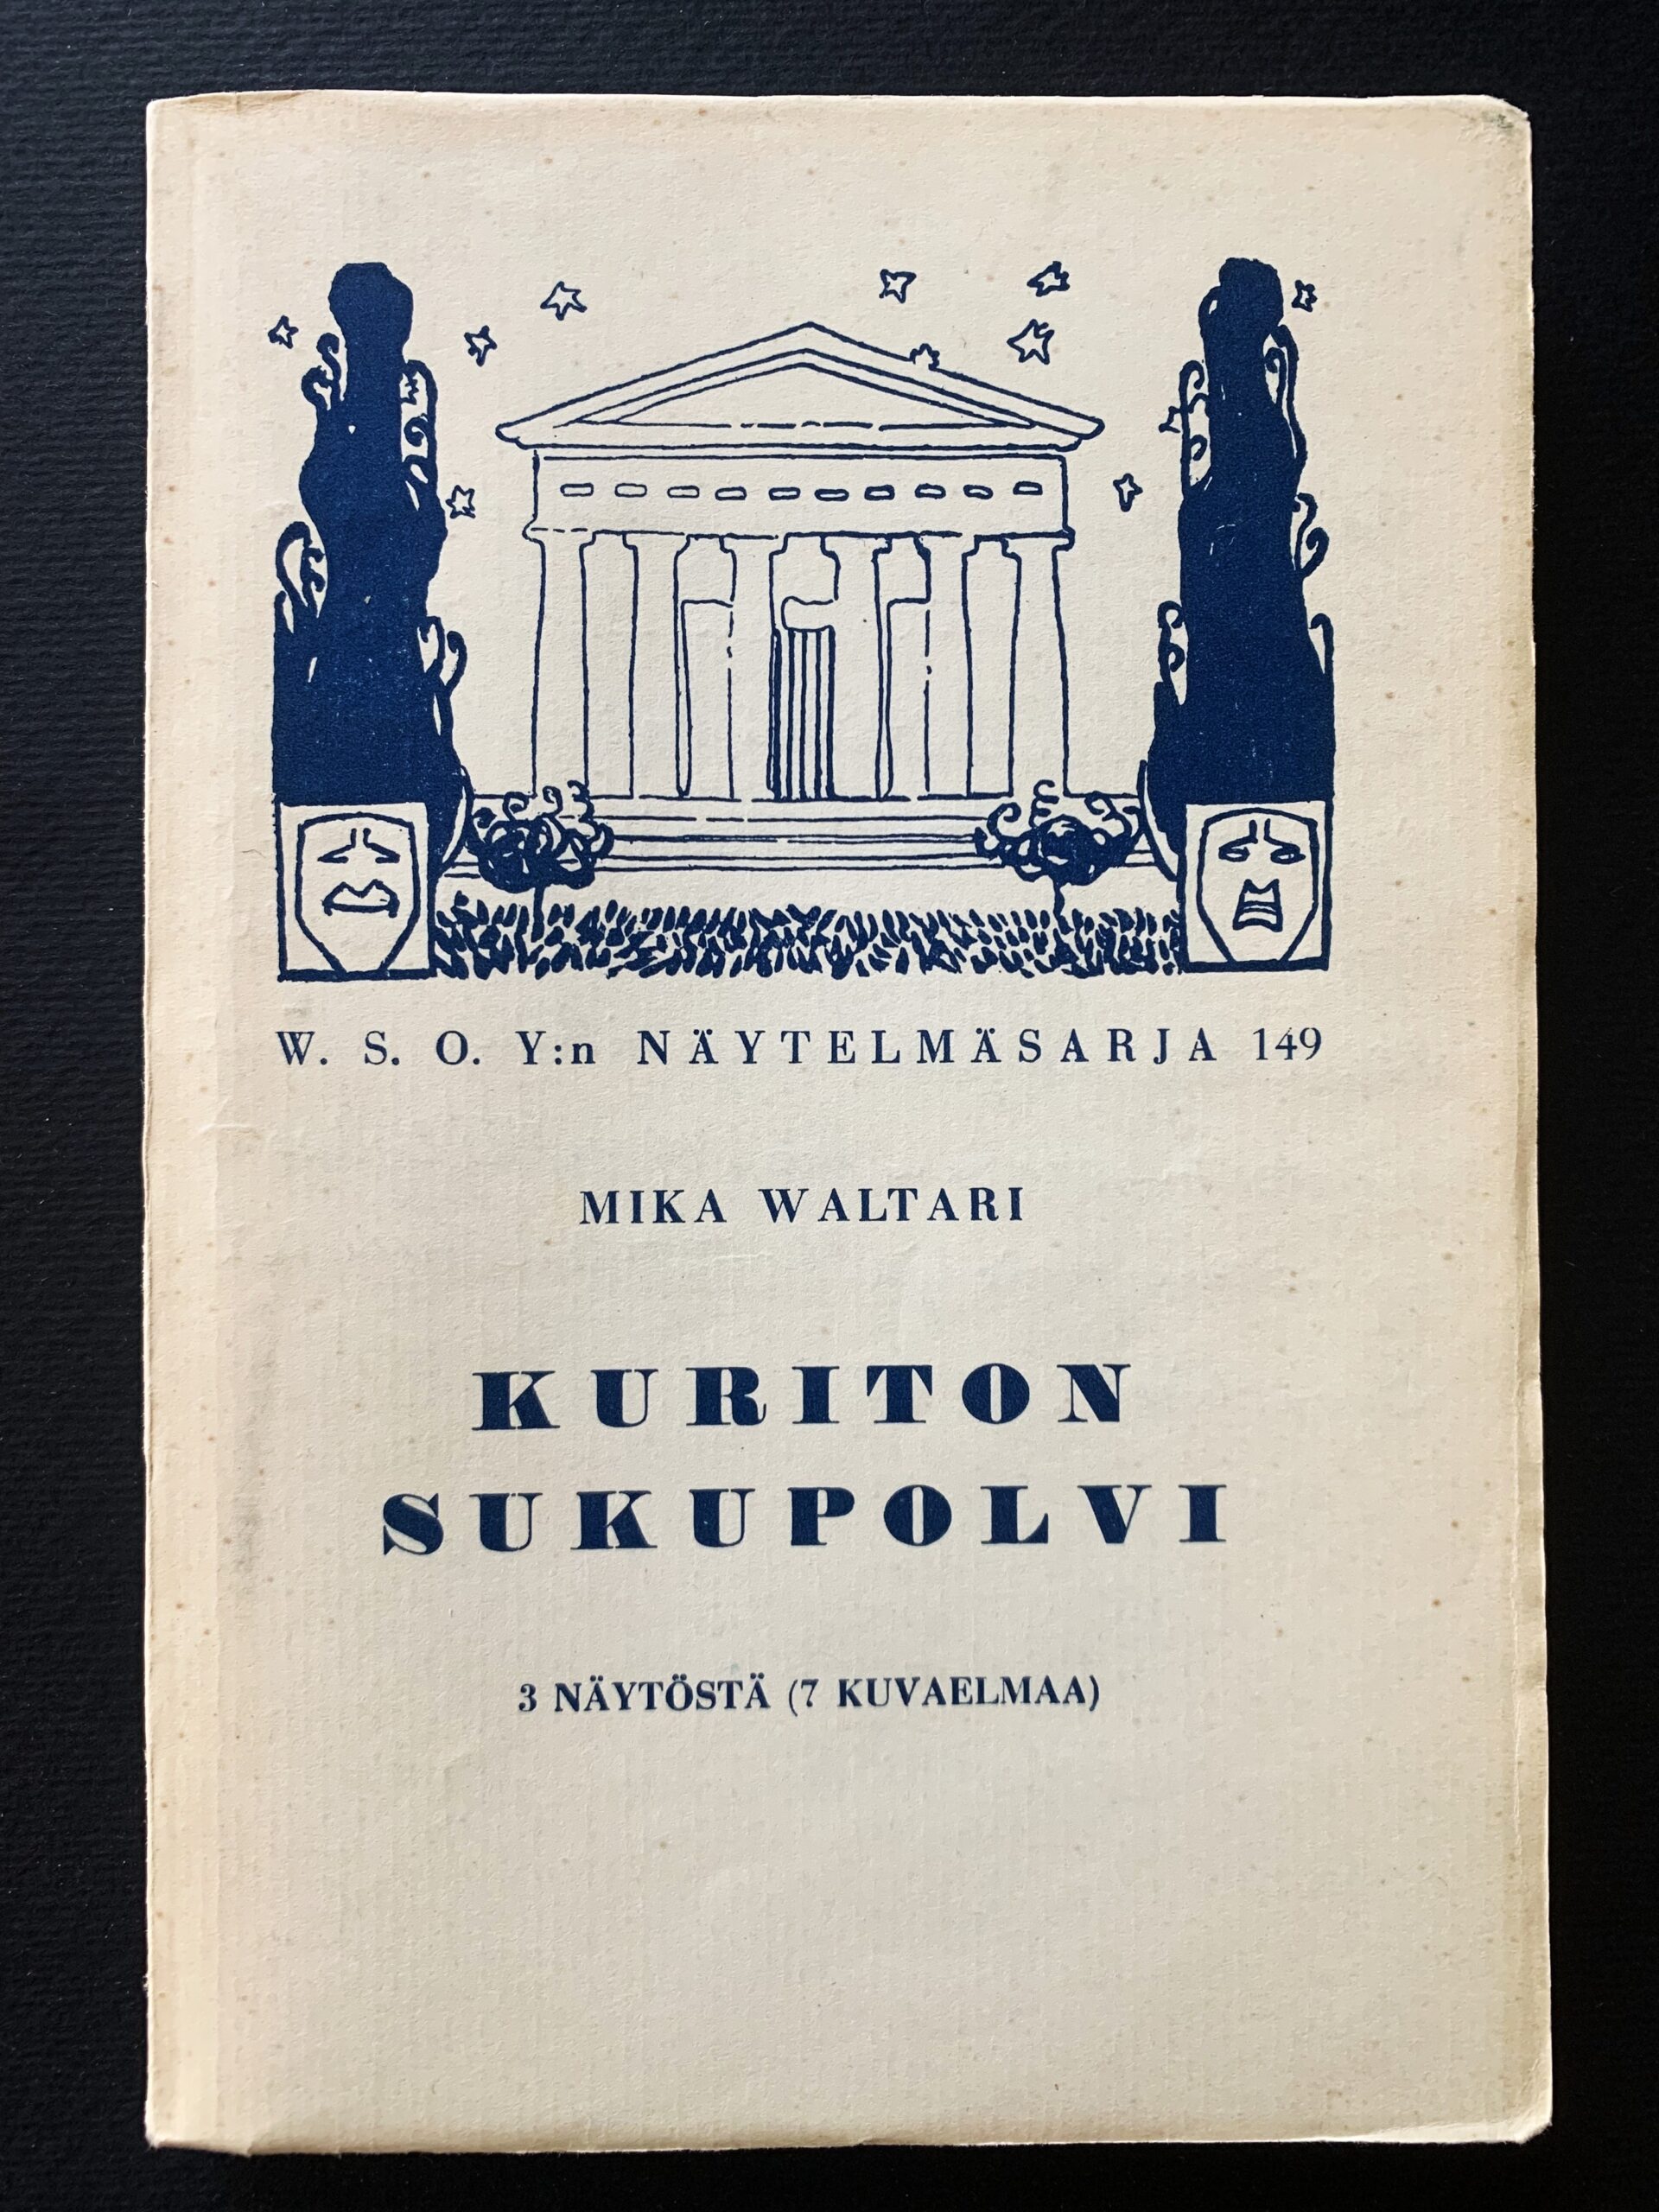 W. S. O. Y:n NÄYTELMÄSARJA 149
MIKA WALTARI
KURITON
SUKUPOLVI
3 NÄYTÖSTÄ (7 KUVAELMAA)